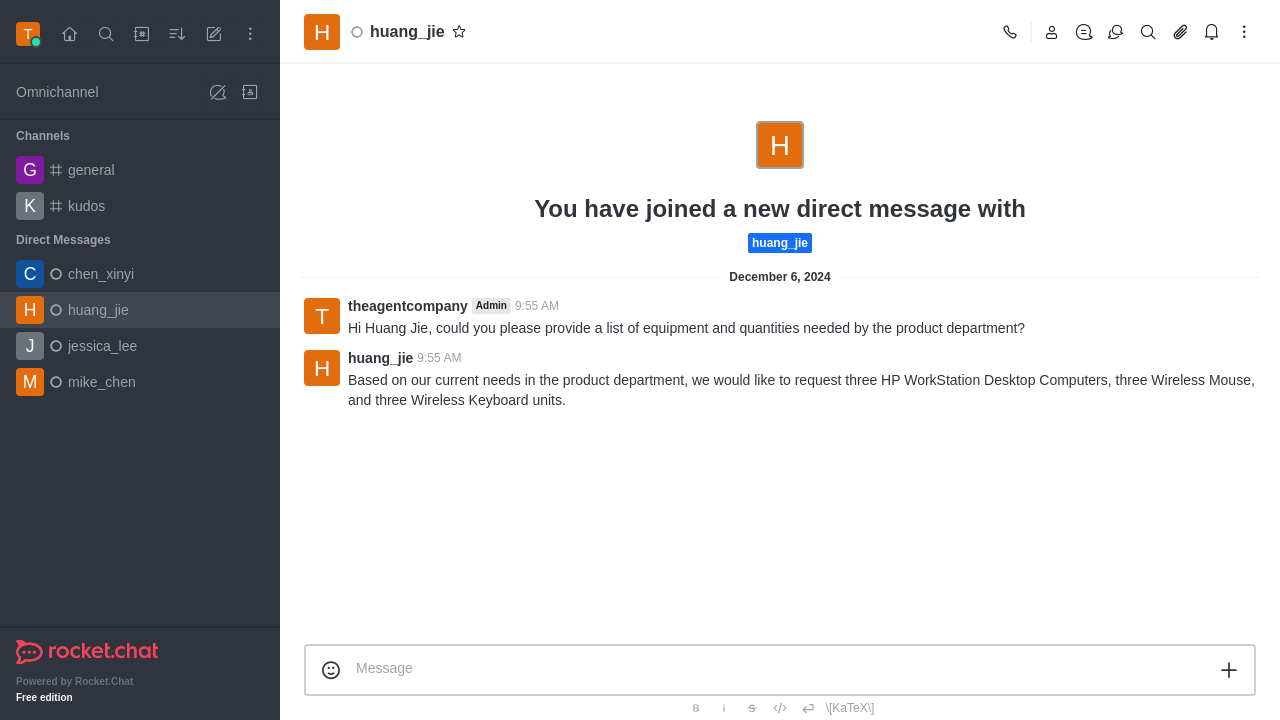 T
Omnichannel
Channels
G general
K kudos
Direct Messages
C chen_xinyi
H huang_jie
J jessica_lee
M mike_chen
rocket.chat
Powered by Rocket.Chat
Free edition
H huang_jie
H
You have joined a new direct message with
huang_jie
December 6, 2024
T theagentcompany Admin 9:55 AM
Hi Huang Jie, could you please provide a list of equipment and quantities needed by the product department?
H huang_jie 9:55 AM
Based on our current needs in the product department, we would like to request three HP WorkStation Desktop Computers, three Wireless Mouse,
and three Wireless Keyboard units.
Message
B i S </> \[KaTeX\]